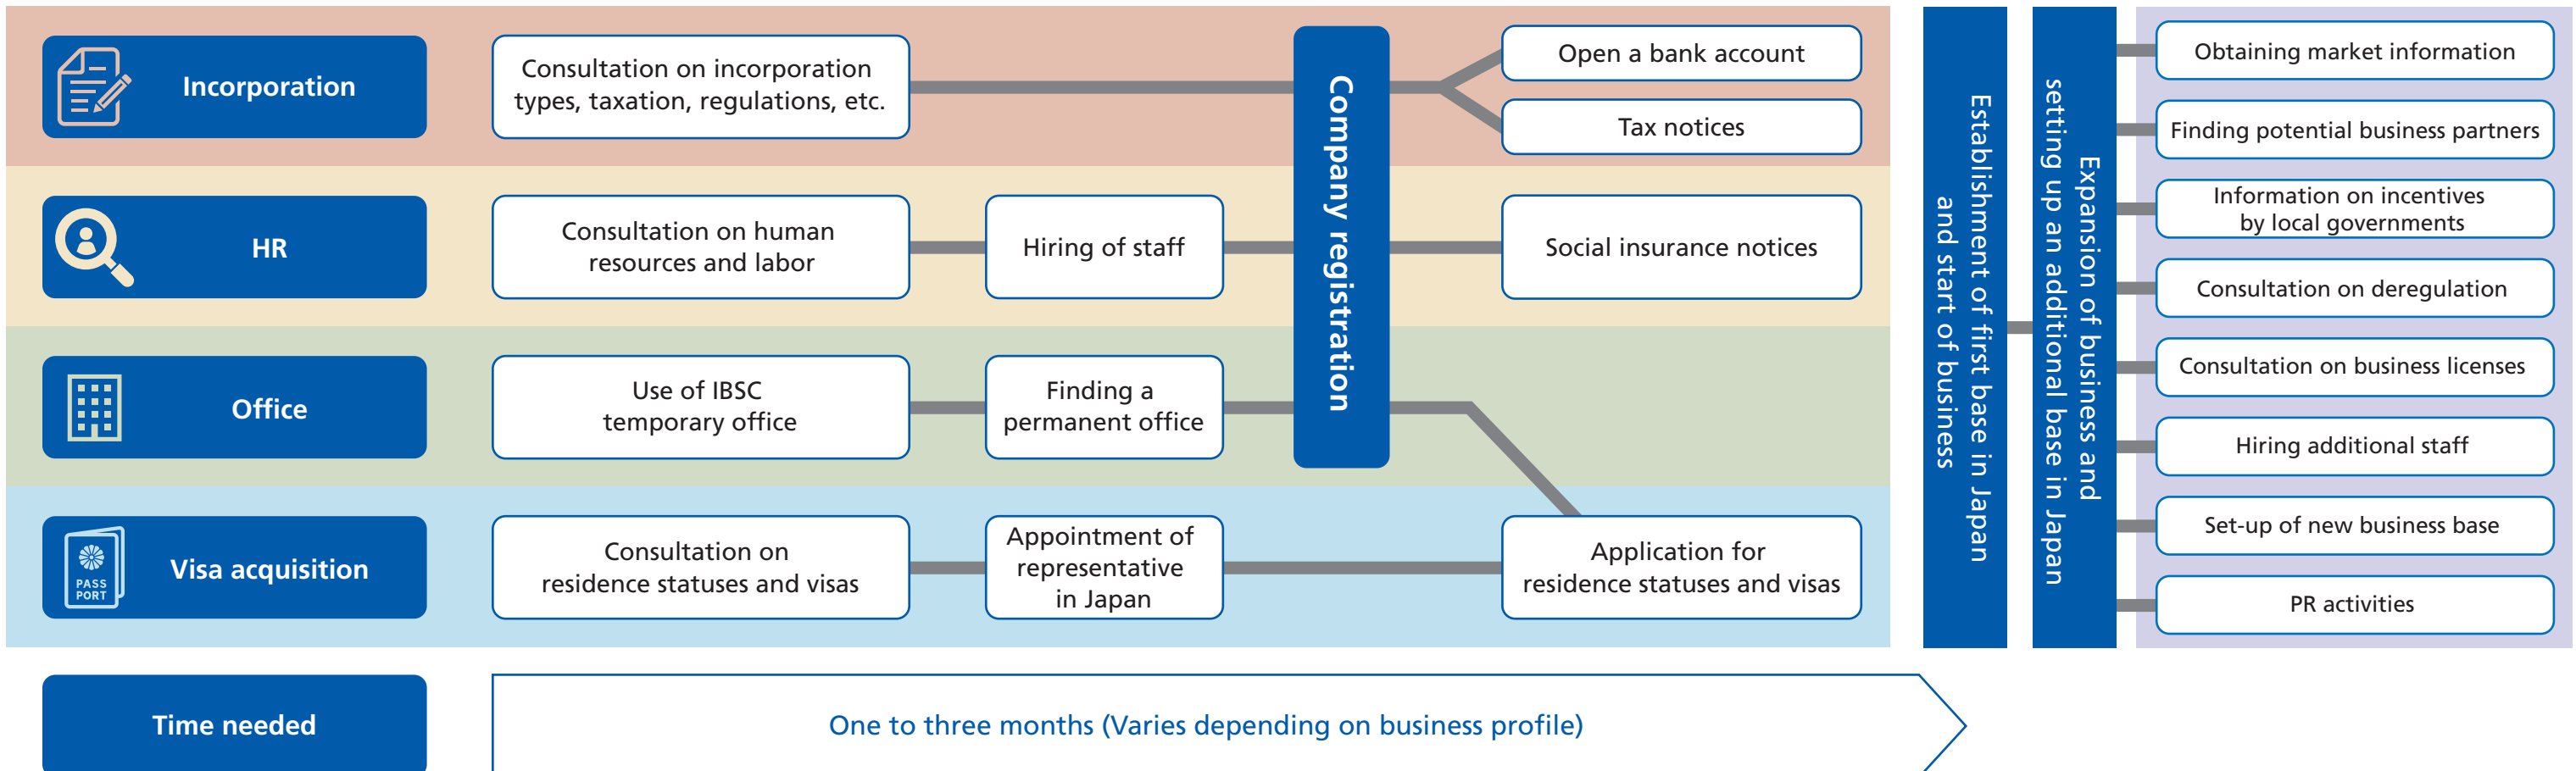 Incorporation
Consultation on incorporation
types, taxation, regulations, etc.
Company registration
Open a bank account
Tax notices
HR
Consultation on human
resources and labor
Hiring of staff
Social insurance notices
Office
Use of IBSC
temporary office
Finding a
permanent office
PASS
PORT
Visa acquisition
Consultation on
residence statuses and visas
Appointment of
representative
in Japan
Application for
residence statuses and visas
Establishment of first base in Japan
and start of business
Expansion of business and
setting up an additional base in Japan
Obtaining market information
Finding potential business partners
Information on incentives
by local governments
Consultation on deregulation
Consultation on business licenses
Hiring additional staff
Set-up of new business base
PR activities
Time needed
One to three months (Varies depending on business profile)